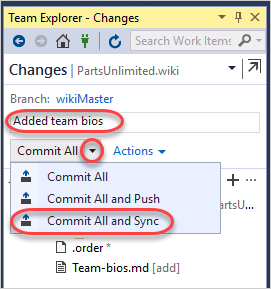 Team Explorer - Changes
Search Work Items
Changes | PartsUnlimited.wiki
Branch: wikiMaster
Added team bios
Commit All Actions
Commit All
Commit All and Push
Commit All and Sync
.order *
Team-bios.md [add]